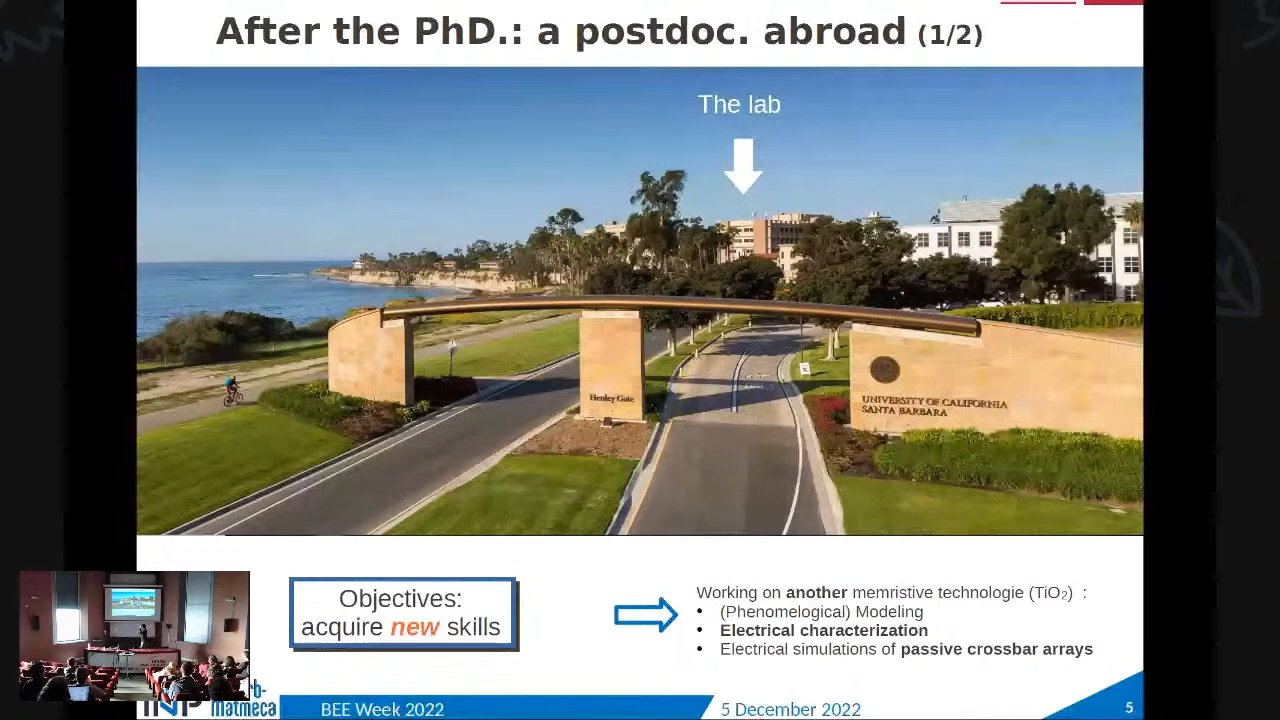 After the PhD.: a postdoc. abroad (1/2)
The lab
Henley Gate
UNIVERSITY OF CALIFORNIA
SANTA BARBARA
Objectives:
acquire new skills
Working on another memristive technologie (TiO₂) :
• (Phenomelogical) Modeling
• Electrical characterization
• Electrical simulations of passive crossbar arrays
matmeca
BEE Week 2022
5 December 2022
5